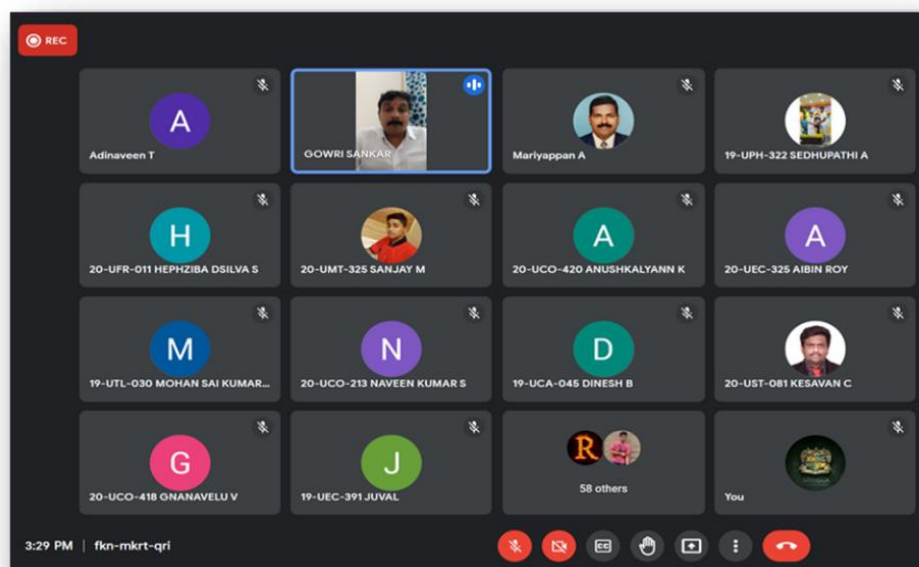 REC
A
Adinaveen T
GOWRI SANKAR
Mariyappan A
19-UPH-322 SEDHUPATHI A
H
20-UFR-011 HEPHZIBA DSILVA S
20-UMT-325 SANJAY M
A
20-UCO-420 ANUSHKALYANN K
A
20-UEC-325 AIBIN ROY
M
19-UTL-030 MOHAN SAI KUMAR...
N
20-UCO-213 NAVEEN KUMAR S
D
19-UCA-045 DINESH B
20-UST-081 KESAVAN C
G
20-UCO-418 GNANAVELU V
J
19-UEC-391 JUVAL
R
58 others
You
3:29 PM | fkn-mkrt-qri
CC